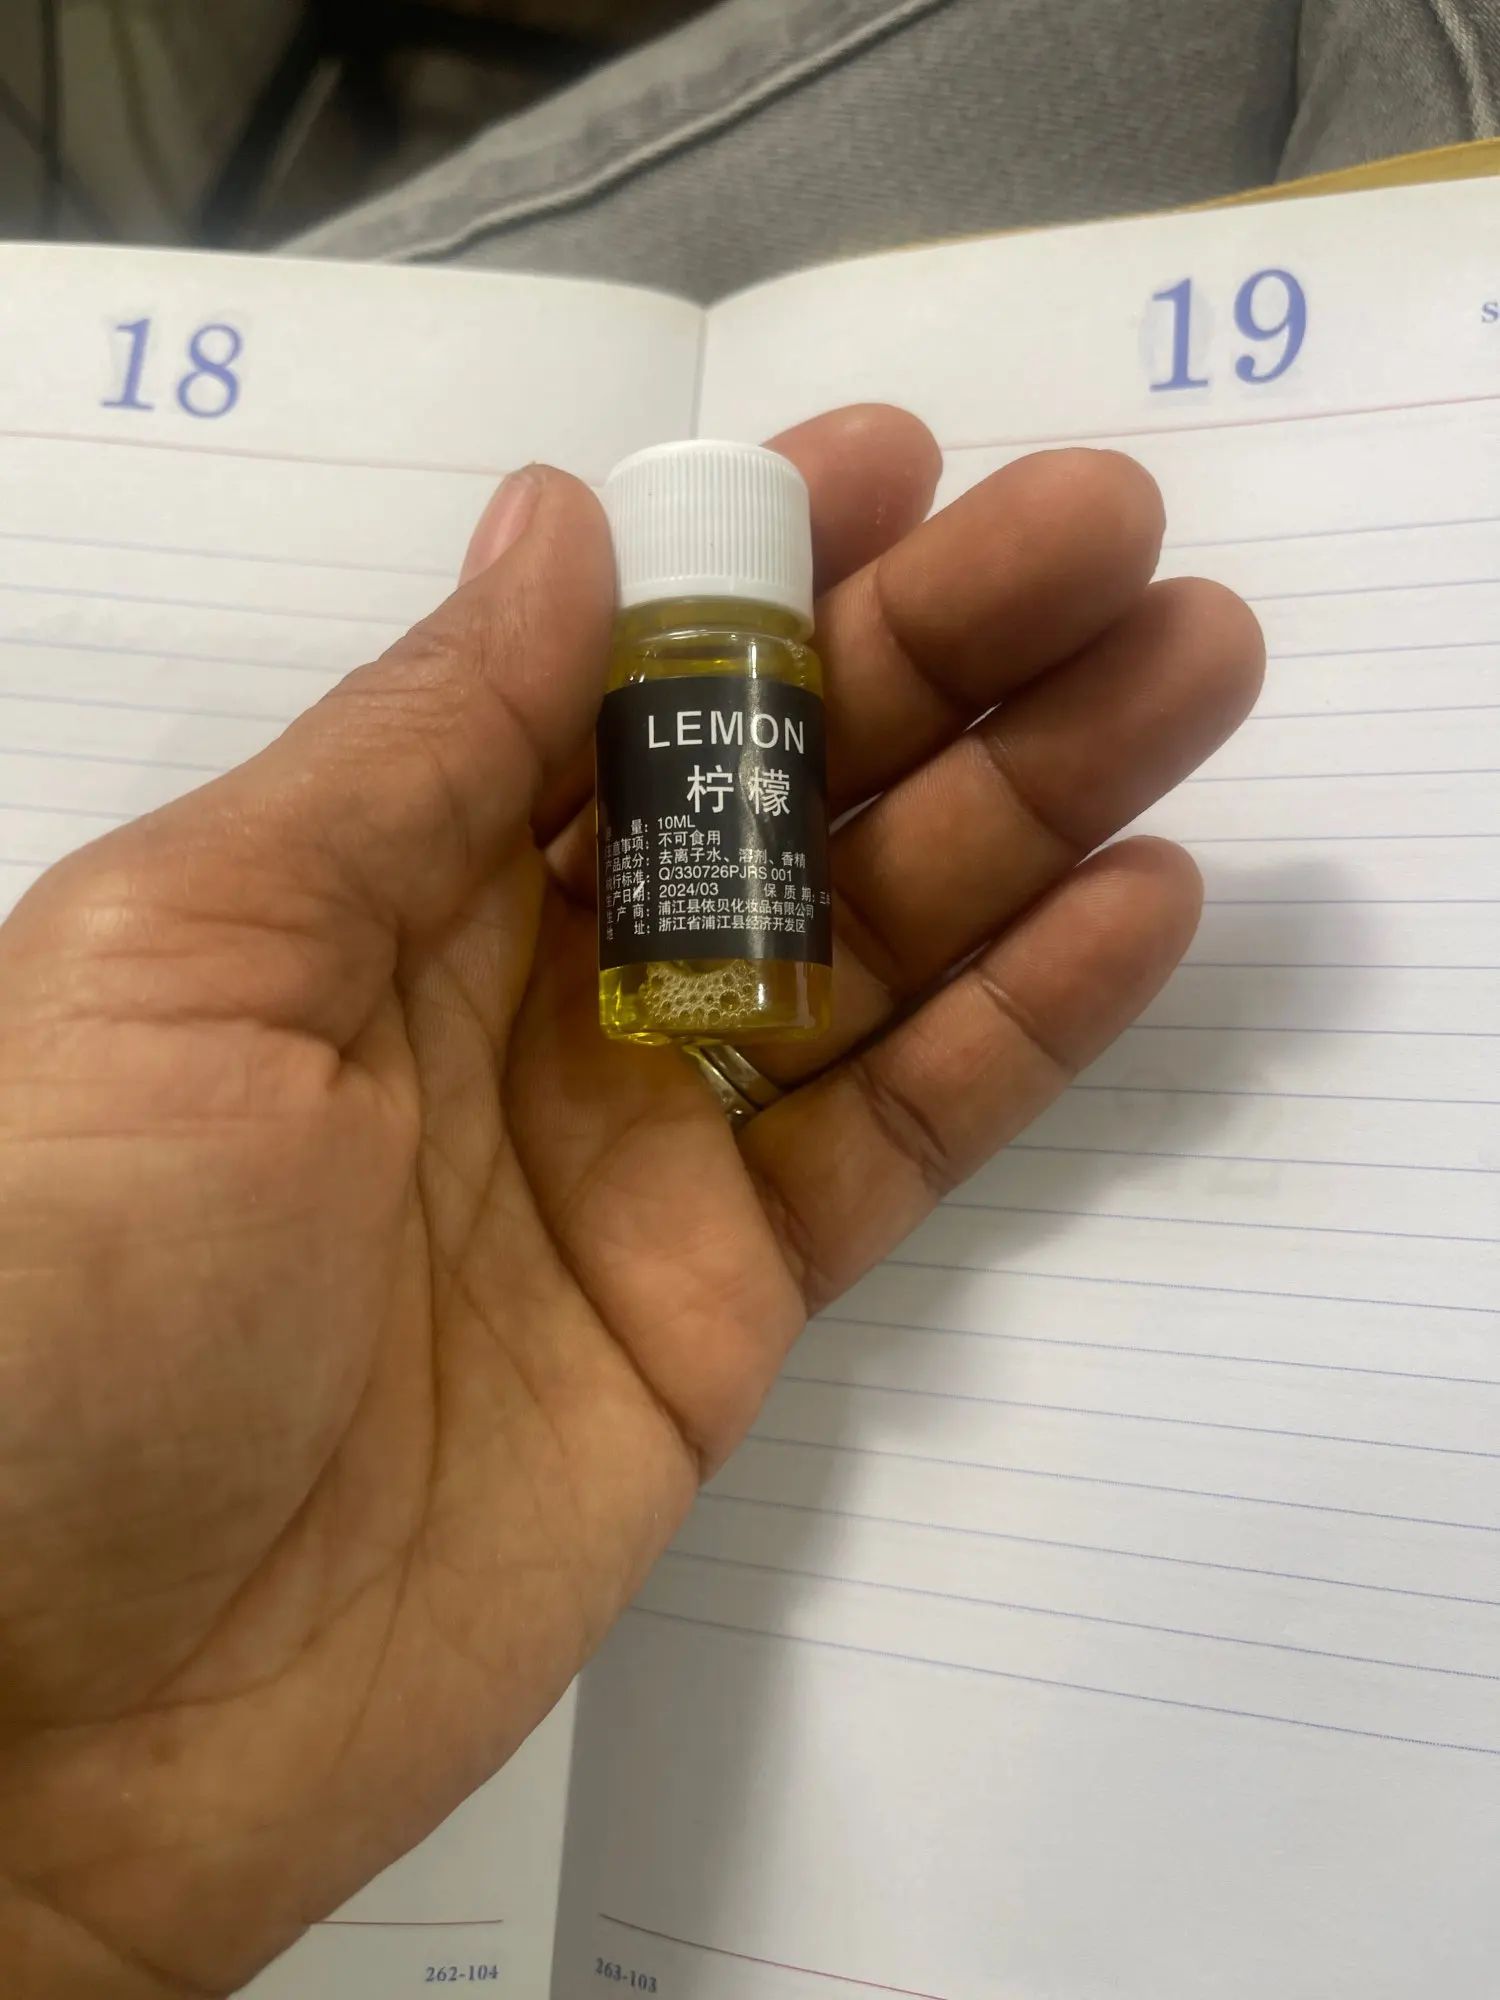 18
19
LEMON
柠檬
量：10ML
注意事项：不可食用
产品成分：去离子水、溶剂、香精
执行标准：Q/330726PJRS 001
生产日期：2024/03 保质期：三年
生产商：浦江县依贝化妆品有限公司
地址：浙江省浦江县经济开发区
262-104
263-103